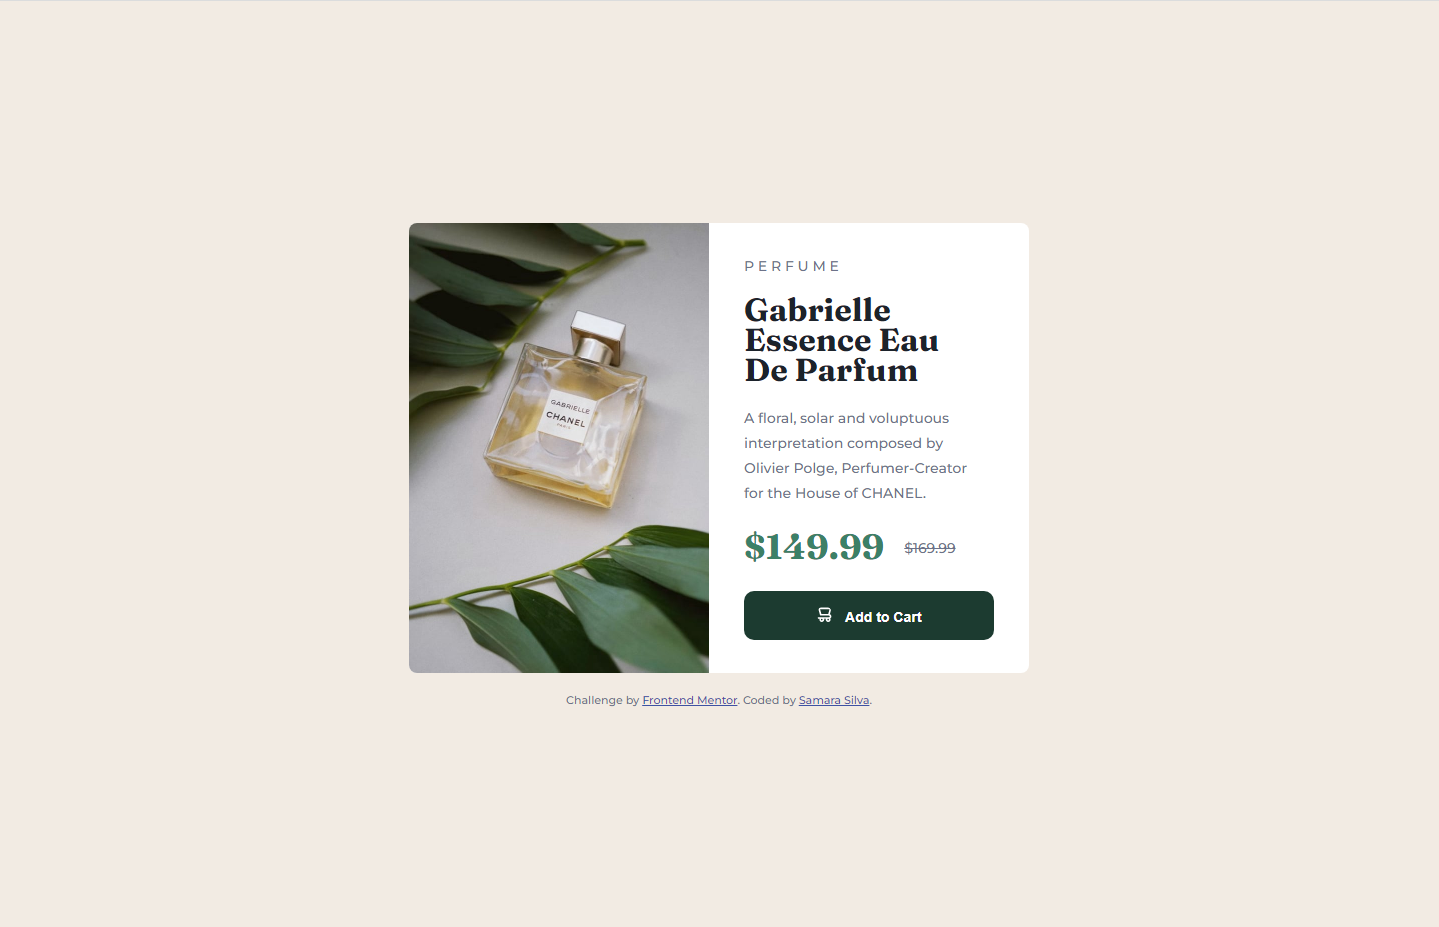 GABRIELLE
CHANEL
PARIS
PERFUME
Gabrielle
Essence Eau
De Parfum
A floral, solar and voluptuous
interpretation composed by
Olivier Polge, Perfumer-Creator
for the House of CHANEL.
$149.99 $169.99
Add to Cart
Challenge by Frontend Mentor. Coded by Samara Silva.